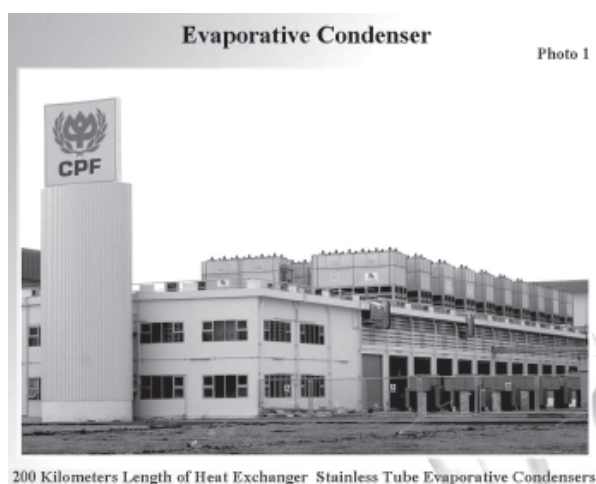 Evaporative Condenser
Photo 1
CPF
200 Kilometers Length of Heat Exchanger Stainless Tube Evaporative Condensers